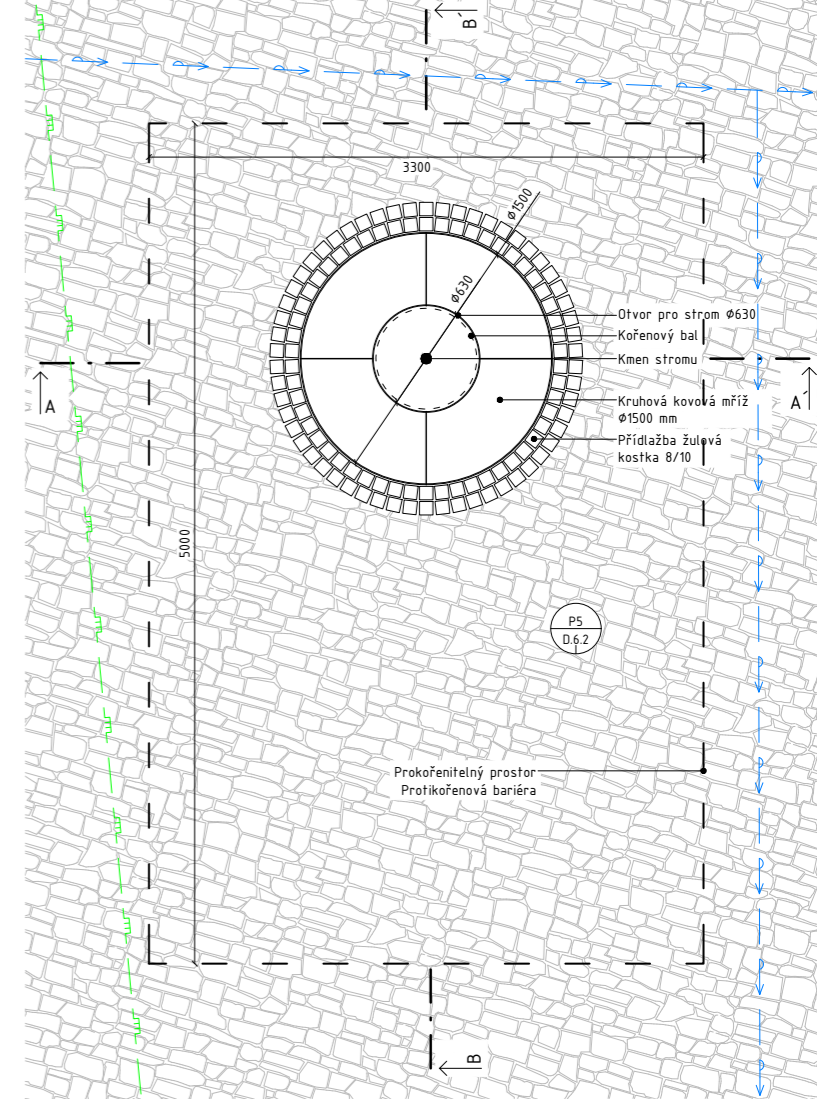 B´
3300
Ø1500
Ø630
Otvor pro strom Ø630
Kořenový bal
Kmen stromu
A
A´
Kruhová kovová mříž
Ø1500 mm
Přídlažba žulová
kostka 8/10
5000
P5
D.6.2
Prokořenitelný prostor
Protikořenová bariéra
B